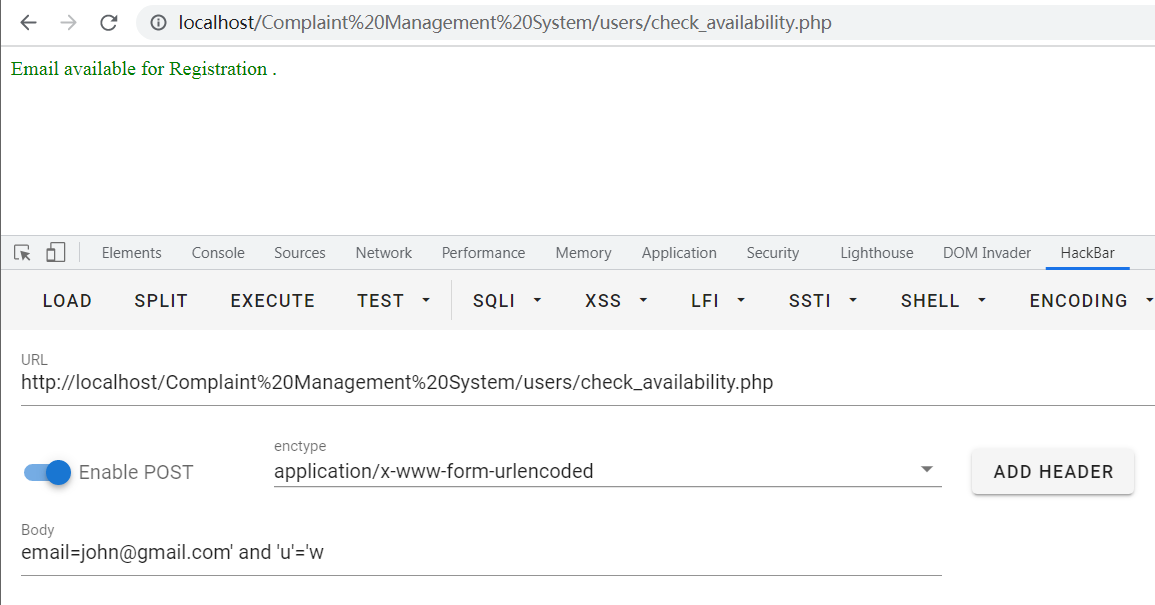 localhost/Complaint%20Management%20System/users/check_availability.php
Email available for Registration .
Elements Console Sources Network Performance Memory Application Security Lighthouse DOM Invader HackBar
LOAD SPLIT EXECUTE TEST SQLI XSS LFI SSTI SHELL ENCODING
URL
http://localhost/Complaint%20Management%20System/users/check_availability.php
enctype
Enable POST application/x-www-form-urlencoded ADD HEADER
Body
email=john@gmail.com' and 'u'='w